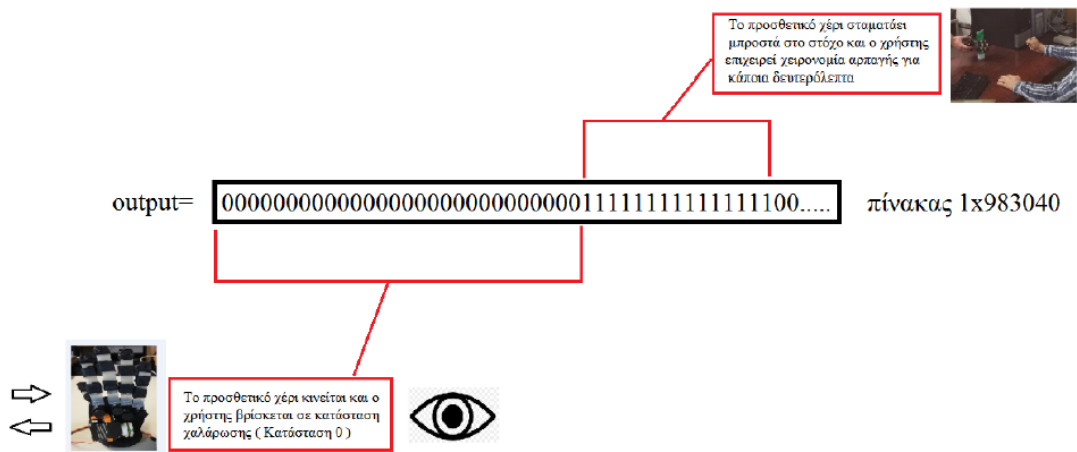 Το προσθετικό χέρι σταματάει
μπροστά στο στόχο και ο χρήστης
επιχειρεί χειρονομία αρπαγής για
κάποια δευτερόλεπτα
output= 0000000000000000000000000000111111111111111100..... πίνακας 1x983040
Το προσθετικό χέρι κινείται και ο
χρήστης βρίσκεται σε κατάσταση
χαλάρωσης ( Κατάσταση 0 )